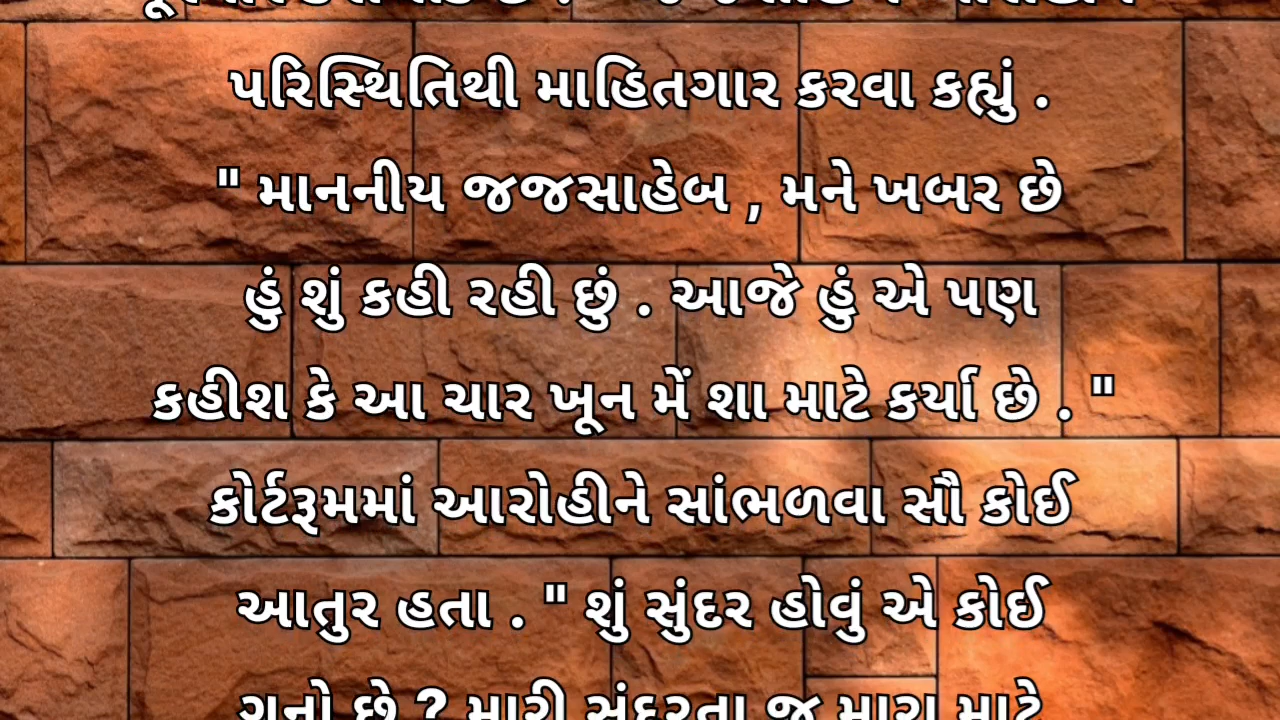 પરિસ્થિતિથી માહિતગાર કરવા કહ્યું .
" માનનીય જજસાહેબ , મને ખબર છે
હું શું કહી રહી છું . આજે હું એ પણ
કહીશ કે આ ચાર ખૂન મેં શા માટે કર્યા છે . "
કોર્ટરૂમમાં આરોહીને સાંભળવા સૌ કોઈ
આતુર હતા . " શું સુંદર હોવું એ કોઈ
ગુનો છે ? મારી સુંદરતા જ મારા માટે